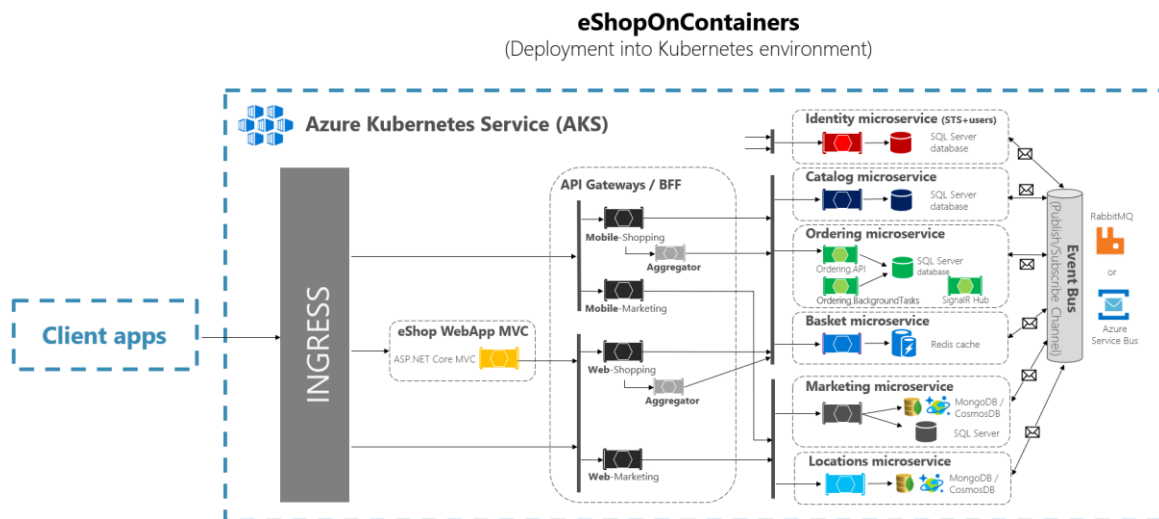 eShopOnContainers
(Deployment into Kubernetes environment)
Azure Kubernetes Service (AKS)
Client apps
INGRESS
eShop WebApp MVC
ASP.NET Core MVC
API Gateways / BFF
Mobile-Shopping
Aggregator
Mobile-Marketing
Web-Shopping
Aggregator
Web-Marketing
Identity microservice (STS+users)
SQL Server
database
Catalog microservice
SQL Server
database
Ordering microservice
Ordering.API
SQL Server
database
Ordering.BackgroundTasks
SignalR Hub
Basket microservice
Redis cache
Marketing microservice
MongoDB /
CosmosDB
SQL Server
Locations microservice
MongoDB /
CosmosDB
Event Bus
(Publish/Subscribe Channel)
RabbitMQ
or
Azure
Service Bus